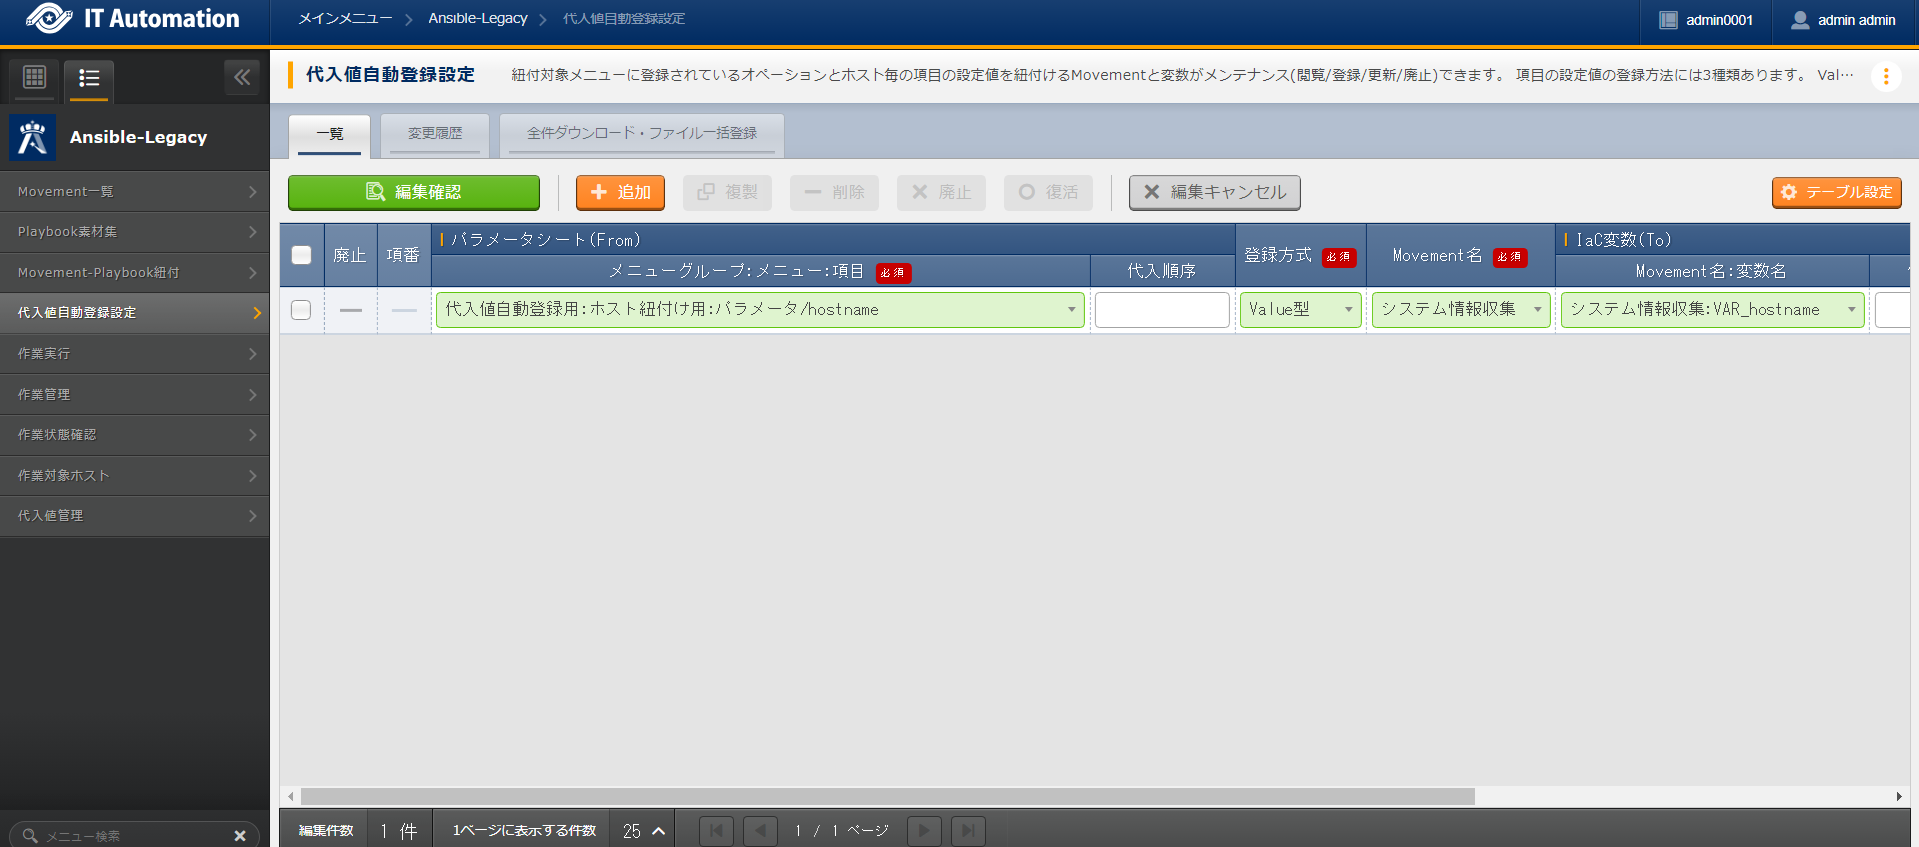 IT Automation
メインメニュー
Ansible-Legacy
代入値自動登録設定
admin0001
admin admin
Ansible-Legacy
Movement一覧
Playbook素材集
Movement-Playbook紐付
代入値自動登録設定
作業実行
作業管理
作業状態確認
作業対象ホスト
代入値管理
メニュー検索
代入値自動登録設定
紐付対象メニューに登録されているオペーションとホスト毎の項目の設定値を紐付けるMovementと変数がメンテナンス(閲覧/登録/更新/廃止)できます。 項目の設定値の登録方法には3種類あります。 Val…
一覧
変更履歴
全件ダウンロード・ファイル一括登録
編集確認
追加
複製
削除
廃止
復活
編集キャンセル
テーブル設定
廃止
項番
パラメータシート(From)
メニューグループ:メニュー:項目 必須
代入順序
登録方式 必須
Movement名 必須
IaC変数(To)
Movement名:変数名
代入値自動登録用:ホスト紐付け用:パラメータ/hostname
Value型
システム情報収集
システム情報収集:VAR_hostname
編集件数
1 件
1ページに表示する件数
25
1 / 1 ページ